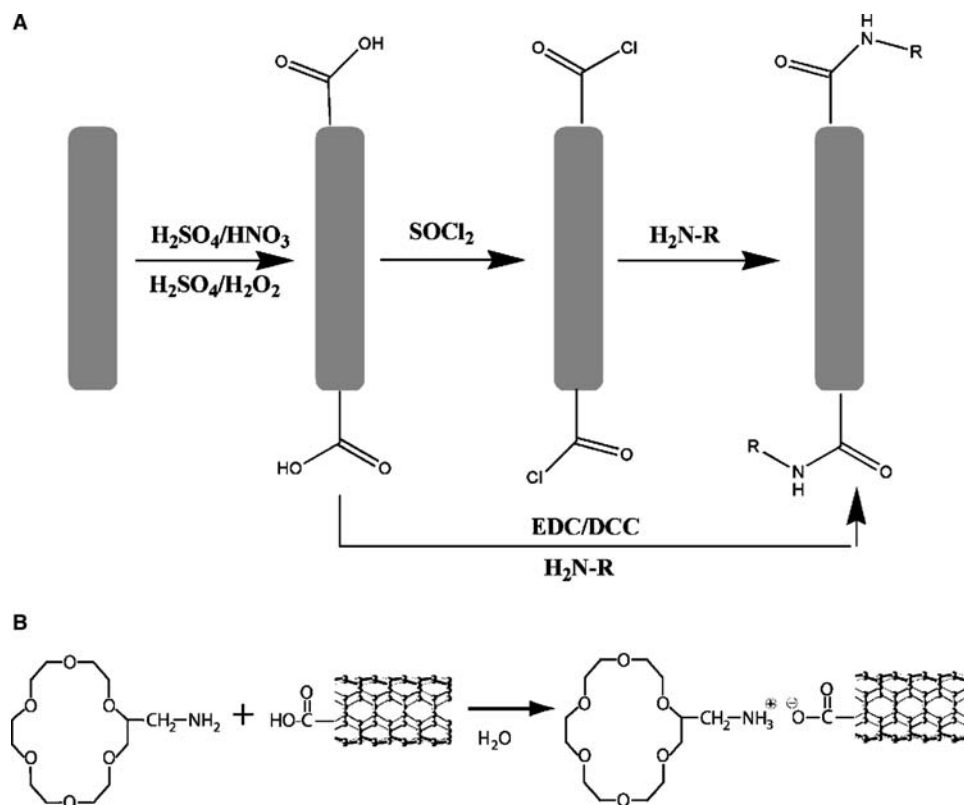 A
O
OH
HO
O
H₂SO₄/HNO₃
H₂SO₄/H₂O₂
O
Cl
Cl
O
SOCl₂
H₂N-R
O
H
N
R
R
N
H
O
EDC/DCC
H₂N-R
B
O
O
O
O
O
O
CH₂-NH₂
+
O
HO
H₂O
O
O
O
O
O
O
CH₂-NH₃
⊕
⊖
O
O